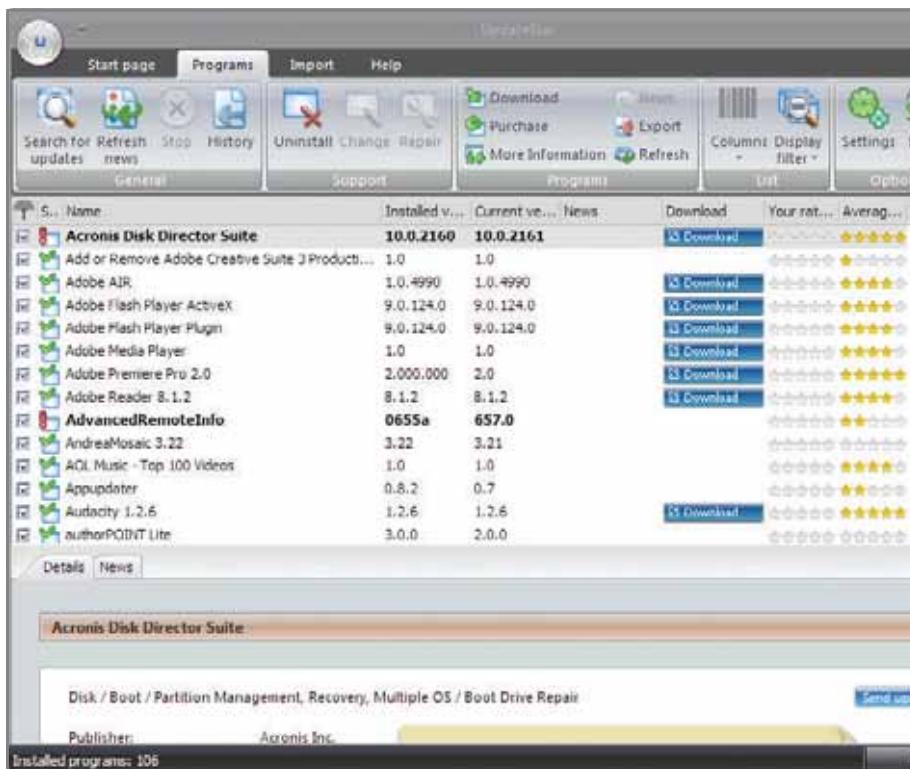 u
Start page Programs Import Help
Search for updates Refresh news Stop History Uninstall Change Repair
Download News
Purchase Export
More Information Refresh
Columns Display filter Settings
General Support Programs List Optio
S.. Name Installed v... Current ve... News Download Your rat... Averag...
Acronis Disk Director Suite 10.0.2160 10.0.2161 Download
Add or Remove Adobe Creative Suite 3 Producti... 1.0 1.0
Adobe AIR 1.0.4990 1.0.4990 Download
Adobe Flash Player ActiveX 9.0.124.0 9.0.124.0 Download
Adobe Flash Player Plugin 9.0.124.0 9.0.124.0 Download
Adobe Media Player 1.0 1.0 Download
Adobe Premiere Pro 2.0 2.000.000 2.0 Download
Adobe Reader 8.1.2 8.1.2 8.1.2 Download
AdvancedRemoteInfo 0655a 657.0
AndreaMosaic 3.22 3.22 3.21
AOL Music - Top 100 Videos 1.0 1.0
Appupdater 0.8.2 0.7
Audacity 1.2.6 1.2.6 1.2.6 Download
authorPOINT Lite 3.0.0 2.0.0
Details News
Acronis Disk Director Suite
Disk / Boot / Partition Management, Recovery, Multiple OS / Boot Drive Repair Send up
Publisher: Acronis Inc.
Installed programs: 106